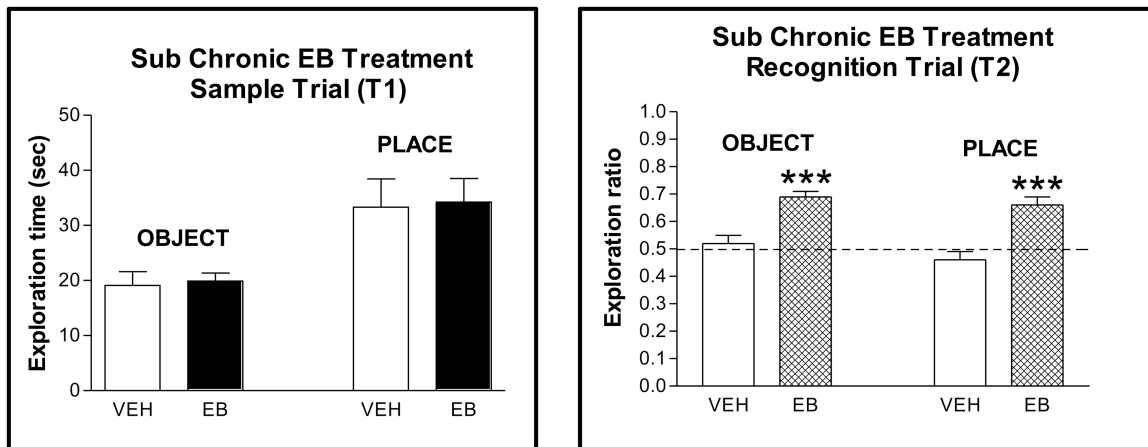 Sub Chronic EB Treatment
Sample Trial (T1)
Exploration time (sec)
50
40
30
20
10
0
OBJECT
PLACE
VEH
EB
VEH
EB
Sub Chronic EB Treatment
Recognition Trial (T2)
Exploration ratio
1.0
0.9
0.8
0.7
0.6
0.5
0.4
0.3
0.2
0.1
0.0
OBJECT
PLACE
***
***
VEH
EB
VEH
EB